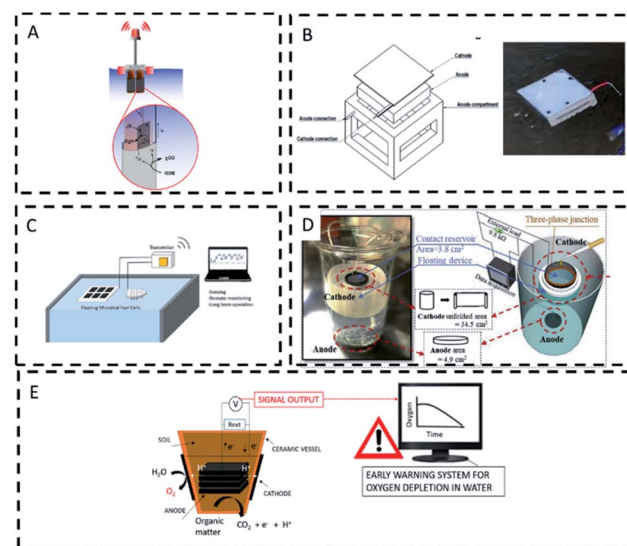 A
B
Cathode
Anode
Anode compartment
Anode connection
Cathode connection
C
Transmitter
-Sensing
-Remote monitoring
-Long term operation
Floating Microbial Fuel Cells
D
External load
9.8 kΩ
Three-phase junction
Cathode
Contact reservoir
Area=3.8 cm²
Floating device
Data acquisition
Cathode
Cathode unfolded area
= 34.5 cm²
Anode
Anode area
= 4.9 cm²
Anode
E
V
SIGNAL OUTPUT
Rext
SOIL
e⁻
e⁻
CERAMIC VESSEL
H⁺
H⁺
H₂O
O₂
CATHODE
ANODE
Organic
matter
CO₂ + e⁻ + H⁺
Oxygen
Time
EARLY WARNING SYSTEM FOR
OXYGEN DEPLETION IN WATER